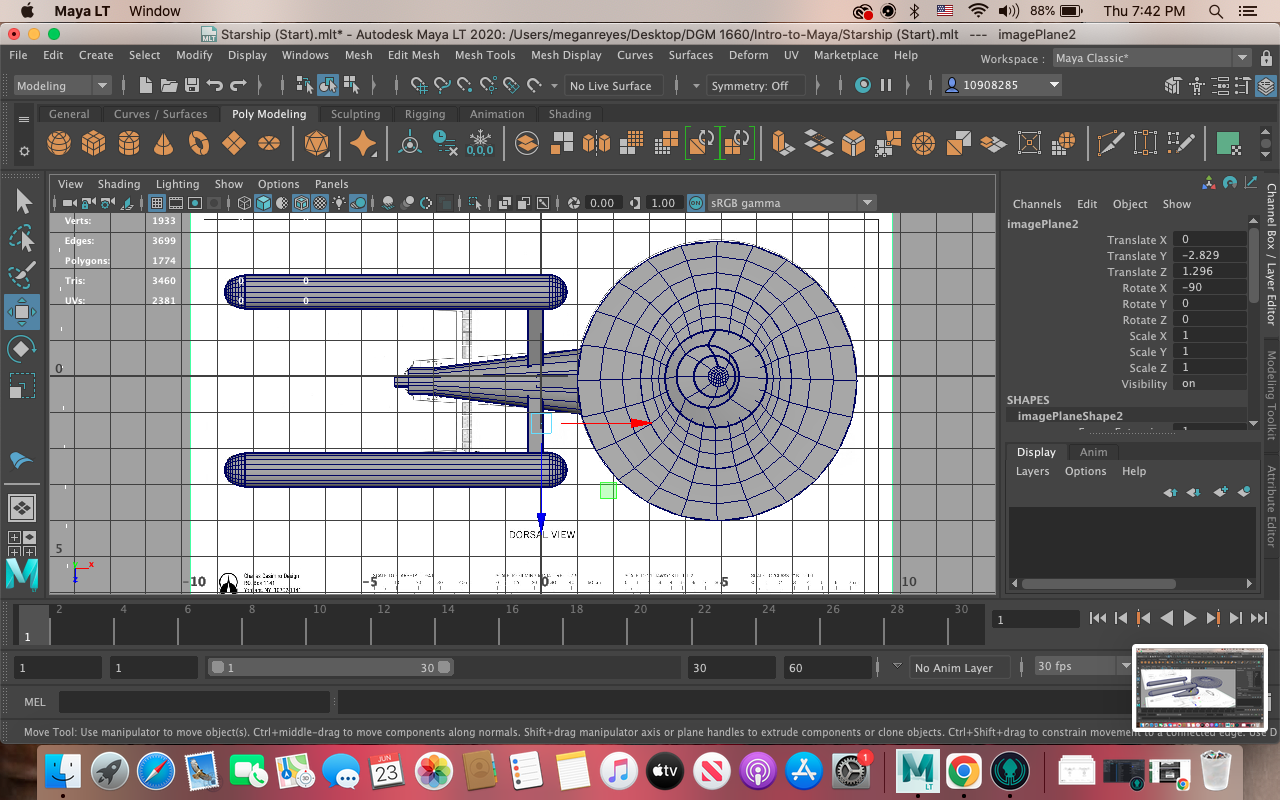 Maya LT Window 88% Thu 7:42 PM
Starship (Start).mlt* - Autodesk Maya LT 2020: /Users/meganreyes/Desktop/DGM 1660/Intro-to-Maya/Starship (Start).mlt --- imagePlane2
File Edit Create Select Modify Display Windows Mesh Edit Mesh Mesh Tools Mesh Display Curves Surfaces Deform UV Marketplace Help Workspace : Maya Classic*
Modeling No Live Surface Symmetry: Off 10908285
General Curves / Surfaces Poly Modeling Sculpting Rigging Animation Shading
0,0,0
View Shading Lighting Show Options Panels
0.00 1.00 ON sRGB gamma
Verts: 1933 0 0
Edges: 3699
Polygons: 1774
Tris: 3460 0 0
UVs: 2381 0 0
0
5
DORSAL VIEW
-10 -5 0 5 10
Channels Edit Object Show
imagePlane2
Translate X 0
Translate Y -2.829
Translate Z 1.296
Rotate X -90
Rotate Y 0
Rotate Z 0
Scale X 1
Scale Y 1
Scale Z 1
Visibility on
SHAPES
imagePlaneShape2
Display Anim
Layers Options Help
Channel Box / Layer Editor
Modeling Toolkit
Attribute Editor
1 2 4 6 8 10 12 14 16 18 20 22 24 26 28 30 1
1 1 1 30 30 60 No Anim Layer 30 fps
MEL
Move Tool: Use manipulator to move object(s). Ctrl+middle-drag to move components along normals. Shift+drag manipulator axis or plane handles to extrude components or clone objects. Ctrl+Shift+drag to constrain movement to a connected edge. Use D
JUN
23
tv
1
M
LT